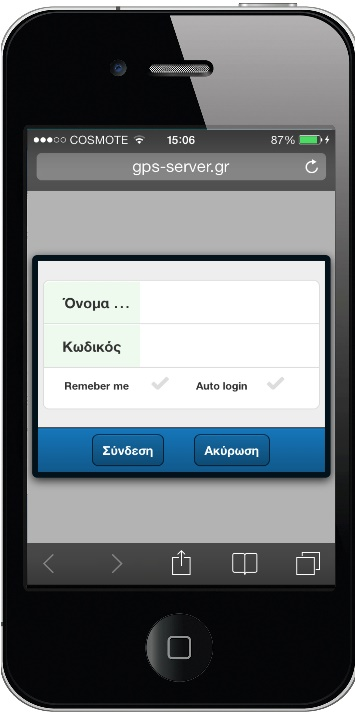 COSMOTE 15:06 87%
gps-server.gr
Όνομα ...
Κωδικός
Remeber me Auto login
Σύνδεση Ακύρωση